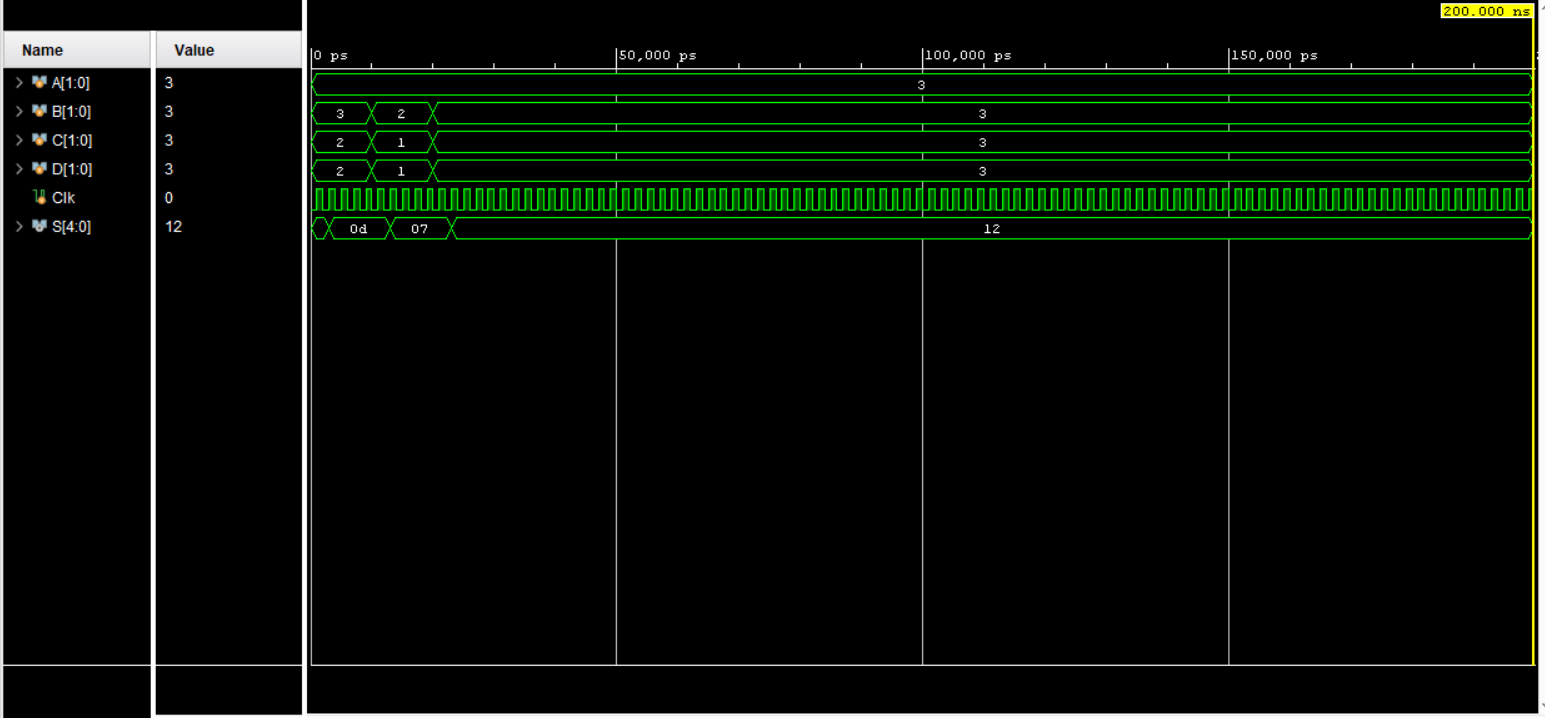 200.000 ns
Name Value
0 ps 50,000 ps 100,000 ps 150,000 ps
A[1:0] 3 3
B[1:0] 3 3 2 3
C[1:0] 3 2 1 3
D[1:0] 3 2 1 3
Clk 0
S[4:0] 12 0d 07 12